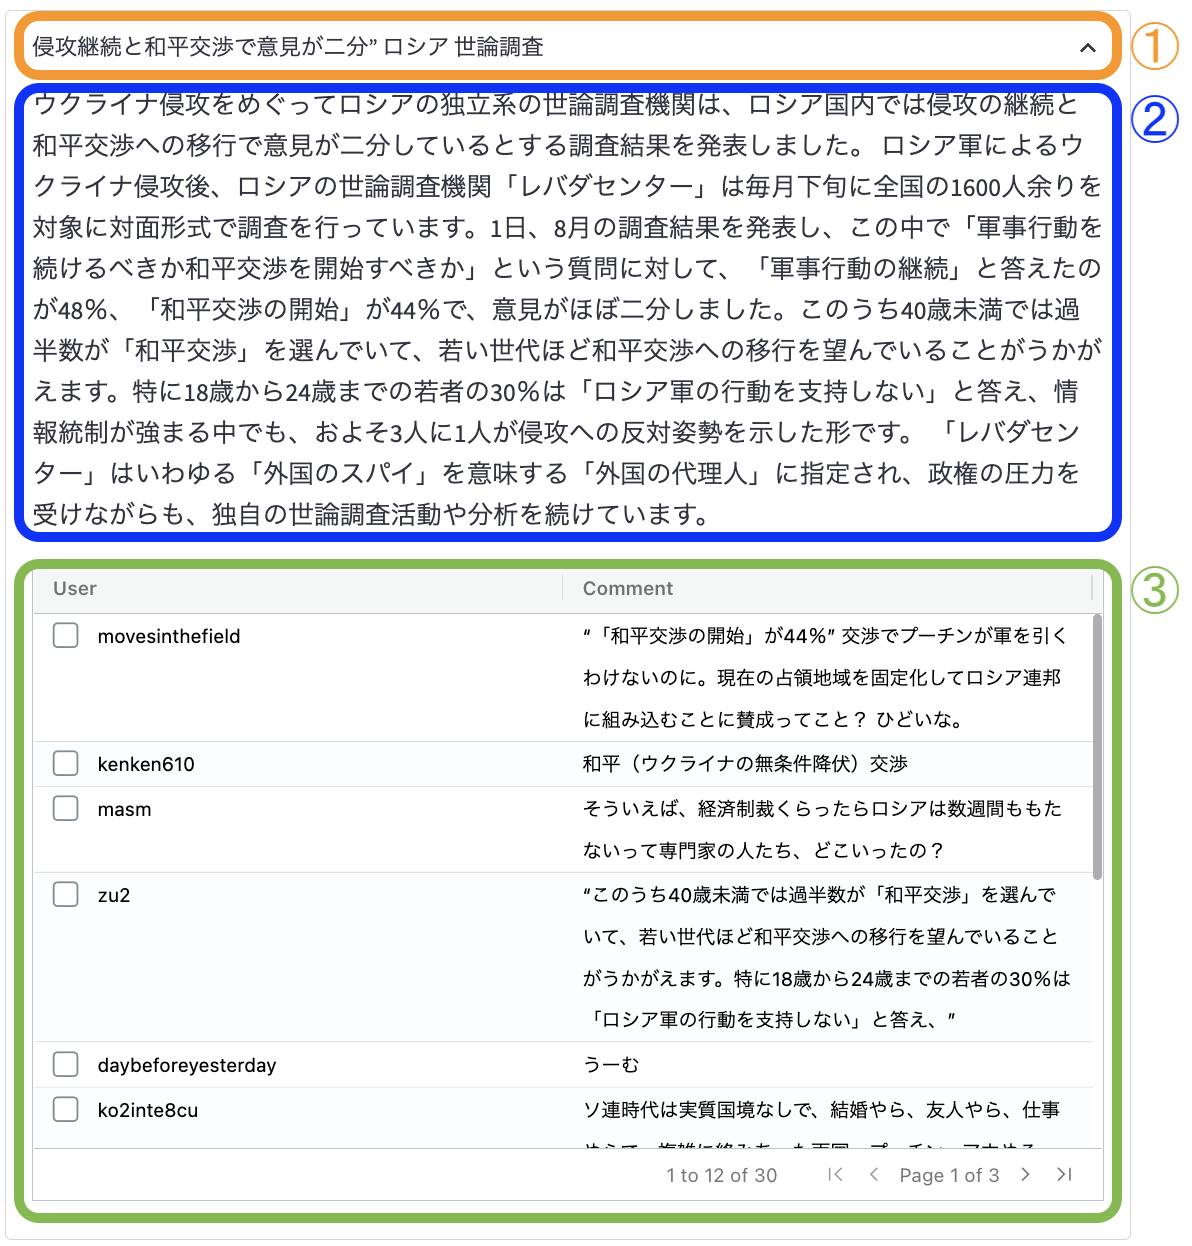 侵攻継続と和平交渉で意見が二分” ロシア 世論調査
①
ウクライナ侵攻をめぐってロシアの独立系の世論調査機関は、ロシア国内では侵攻の継続と
和平交渉への移行で意見が二分しているとする調査結果を発表しました。 ロシア軍によるウ
クライナ侵攻後、ロシアの世論調査機関「レバダセンター」は毎月下旬に全国の1600人余りを
対象に対面形式で調査を行っています。1日、8月の調査結果を発表し、この中で「軍事行動を
続けるべきか和平交渉を開始すべきか」という質問に対して、「軍事行動の継続」と答えたの
が48％、「和平交渉の開始」が44％で、意見がほぼ二分しました。このうち40歳未満では過
半数が「和平交渉」を選んでいて、若い世代ほど和平交渉への移行を望んでいることがうかが
えます。特に18歳から24歳までの若者の30％は「ロシア軍の行動を支持しない」と答え、情
報統制が強まる中でも、およそ3人に1人が侵攻への反対姿勢を示した形です。 「レバダセン
ター」はいわゆる「外国のスパイ」を意味する「外国の代理人」に指定され、政権の圧力を
受けながらも、独自の世論調査活動や分析を続けています。
②
③
User Comment
movesinthefield “「和平交渉の開始」が44％” 交渉でプーチンが軍を引く
わけないのに。現在の占領地域を固定化してロシア連邦
に組み込むことに賛成ってこと？ ひどいな。
kenken610 和平（ウクライナの無条件降伏）交渉
masm そういえば、経済制裁くらったらロシアは数週間ももた
ないって専門家の人たち、どこいったの？
zu2 “このうち40歳未満では過半数が「和平交渉」を選んで
いて、若い世代ほど和平交渉への移行を望んでいること
がうかがえます。特に18歳から24歳までの若者の30％は
「ロシア軍の行動を支持しない」と答え、”
daybeforeyesterday うーむ
ko2inte8cu ソ連時代は実質国境なしで、結婚やら、友人やら、仕事
1 to 12 of 30 Page 1 of 3